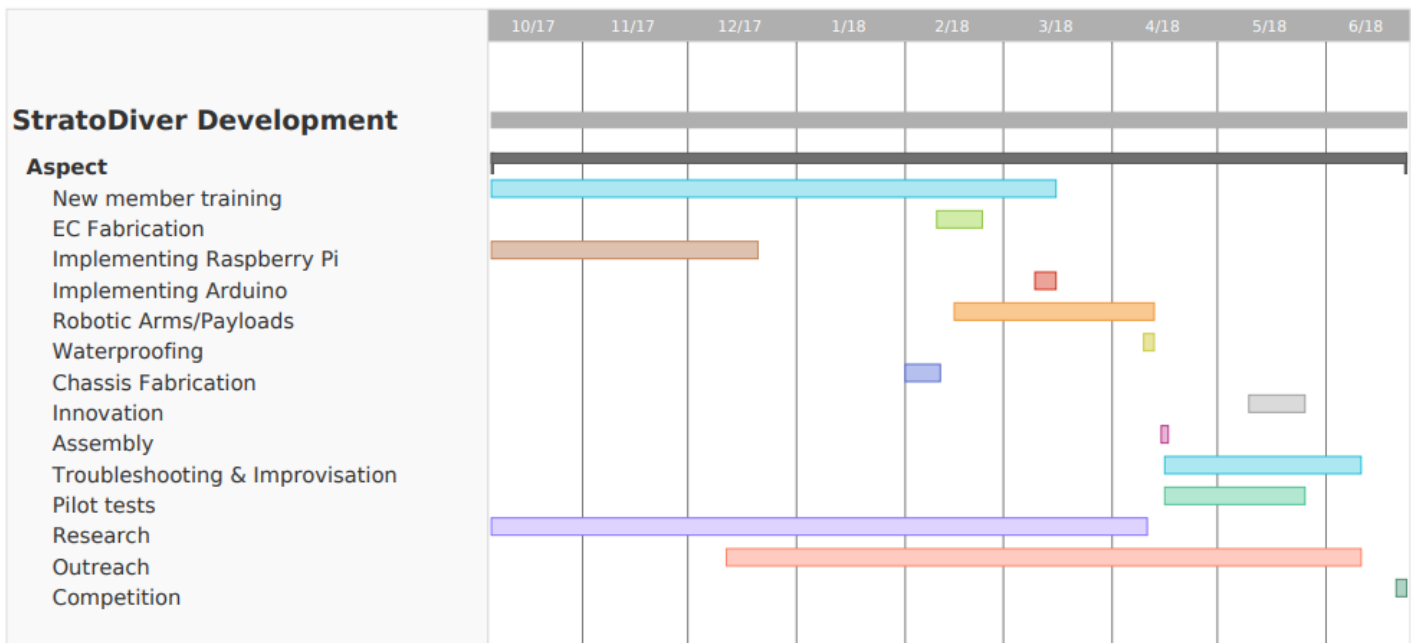 10/17 11/17 12/17 1/18 2/18 3/18 4/18 5/18 6/18
StratoDiver Development
Aspect
New member training
EC Fabrication
Implementing Raspberry Pi
Implementing Arduino
Robotic Arms/Payloads
Waterproofing
Chassis Fabrication
Innovation
Assembly
Troubleshooting & Improvisation
Pilot tests
Research
Outreach
Competition